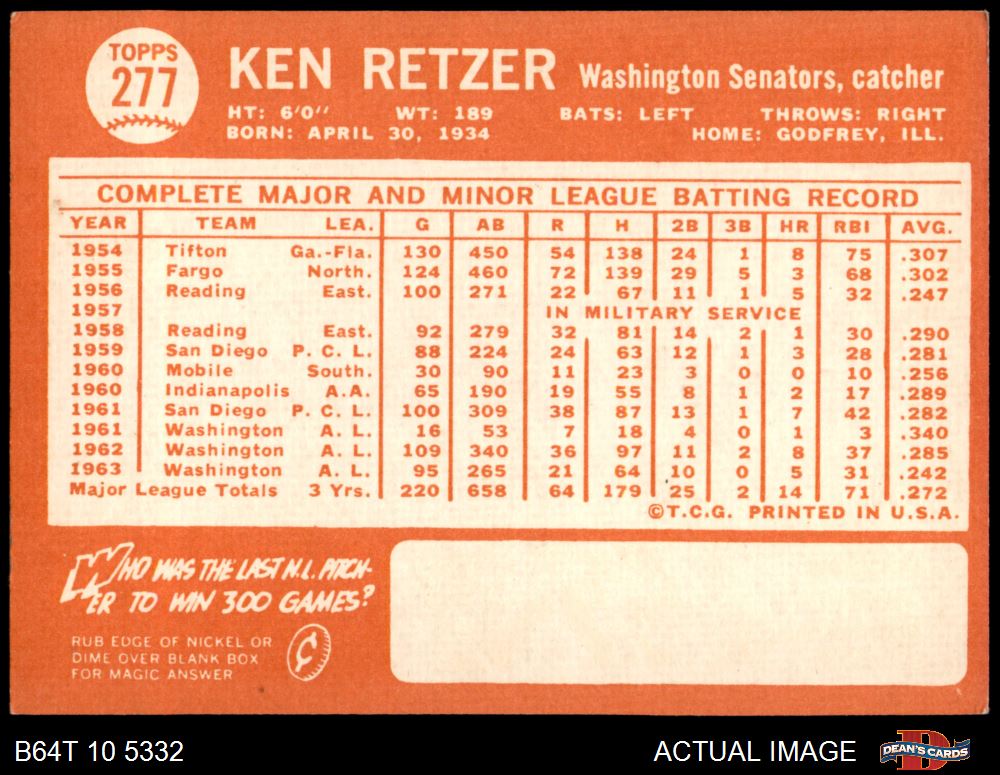 TOPPS
277
KEN RETZER Washington Senators, catcher
HT: 6'0" WT: 189 BATS: LEFT THROWS: RIGHT
BORN: APRIL 30, 1934 HOME: GODFREY, ILL.
COMPLETE MAJOR AND MINOR LEAGUE BATTING RECORD
YEAR TEAM LEA. G AB R H 2B 3B HR RBI AVG.
1954 Tifton Ga.-Fla. 130 450 54 138 24 1 8 75 .307
1955 Fargo North. 124 460 72 139 29 5 3 68 .302
1956 Reading East. 100 271 22 67 11 1 5 32 .247
1957 IN MILITARY SERVICE
1958 Reading East. 92 279 32 81 14 2 1 30 .290
1959 San Diego P. C. L. 88 224 24 63 12 1 3 28 .281
1960 Mobile South. 30 90 11 23 3 0 0 10 .256
1960 Indianapolis A.A. 65 190 19 55 8 1 2 17 .289
1961 San Diego P. C. L. 100 309 38 87 13 1 7 42 .282
1961 Washington A. L. 16 53 7 18 4 0 1 3 .340
1962 Washington A. L. 109 340 36 97 11 2 8 37 .285
1963 Washington A. L. 95 265 21 64 10 0 5 31 .242
Major League Totals 3 Yrs. 220 658 64 179 25 2 14 71 .272
©T.C.G. PRINTED IN U.S.A.
WHO WAS THE LAST N.L. PITCH-
ER TO WIN 300 GAMES?
RUB EDGE OF NICKEL OR
DIME OVER BLANK BOX
FOR MAGIC ANSWER
¢
B64T 10 5332 ACTUAL IMAGE DEAN'S CARDS